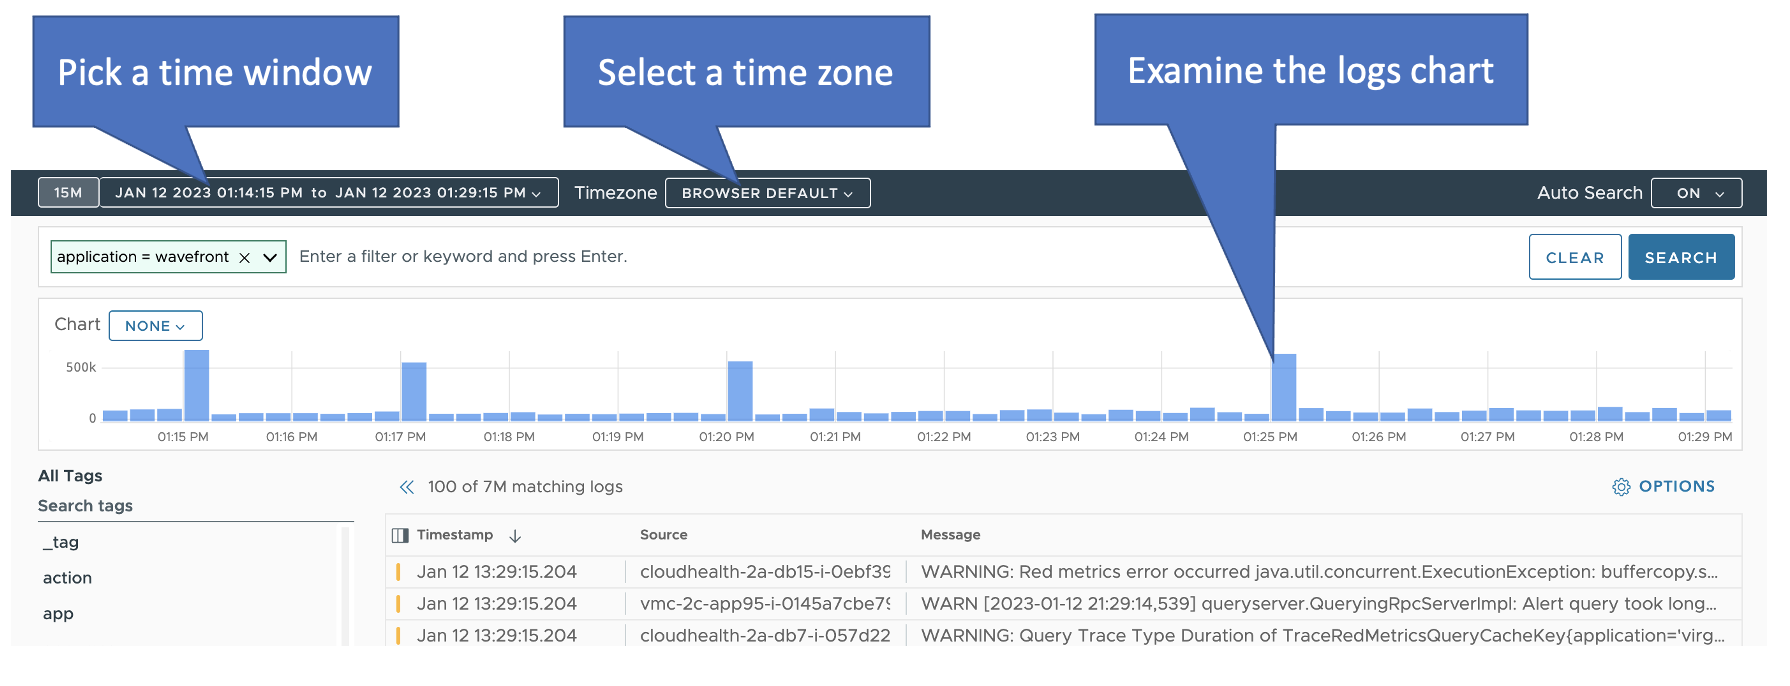 Pick a time window
Select a time zone
Examine the logs chart
15M JAN 12 2023 01:14:15 PM to JAN 12 2023 01:29:15 PM Timezone BROWSER DEFAULT Auto Search ON
application = wavefront Enter a filter or keyword and press Enter. CLEAR SEARCH
Chart NONE
500k
0
01:15 PM 01:16 PM 01:17 PM 01:18 PM 01:19 PM 01:20 PM 01:21 PM 01:22 PM 01:23 PM 01:24 PM 01:25 PM 01:26 PM 01:27 PM 01:28 PM 01:29 PM
All Tags
Search tags
_tag
action
app
100 of 7M matching logs OPTIONS
Timestamp Source Message
Jan 12 13:29:15.204 cloudhealth-2a-db15-i-0ebf39 WARNING: Red metrics error occurred java.util.concurrent.ExecutionException: buffercopy.s...
Jan 12 13:29:15.204 vmc-2c-app95-i-0145a7cbe79 WARN [2023-01-12 21:29:14,539] queryserver.QueryingRpcServerImpl: Alert query took long...
Jan 12 13:29:15.204 cloudhealth-2a-db7-i-057d22 WARNING: Query Trace Type Duration of TraceRedMetricsQueryCacheKey{application='virg...